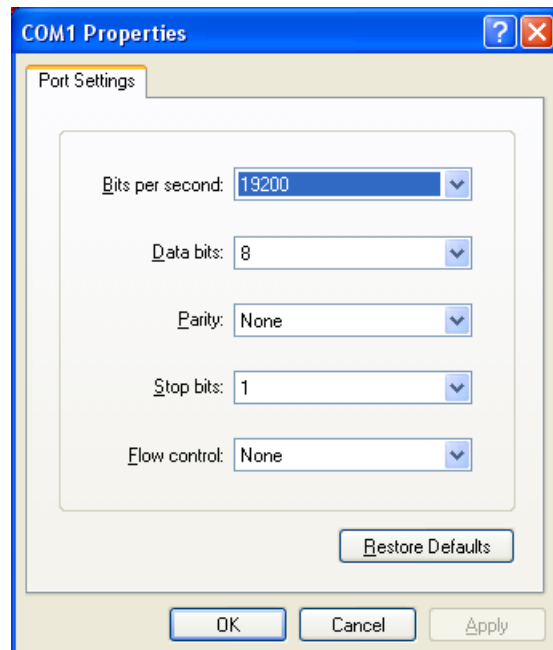 COM1 Properties
Port Settings
Bits per second: 19200
Data bits: 8
Parity: None
Stop bits: 1
Flow control: None
Restore Defaults
OK Cancel Apply